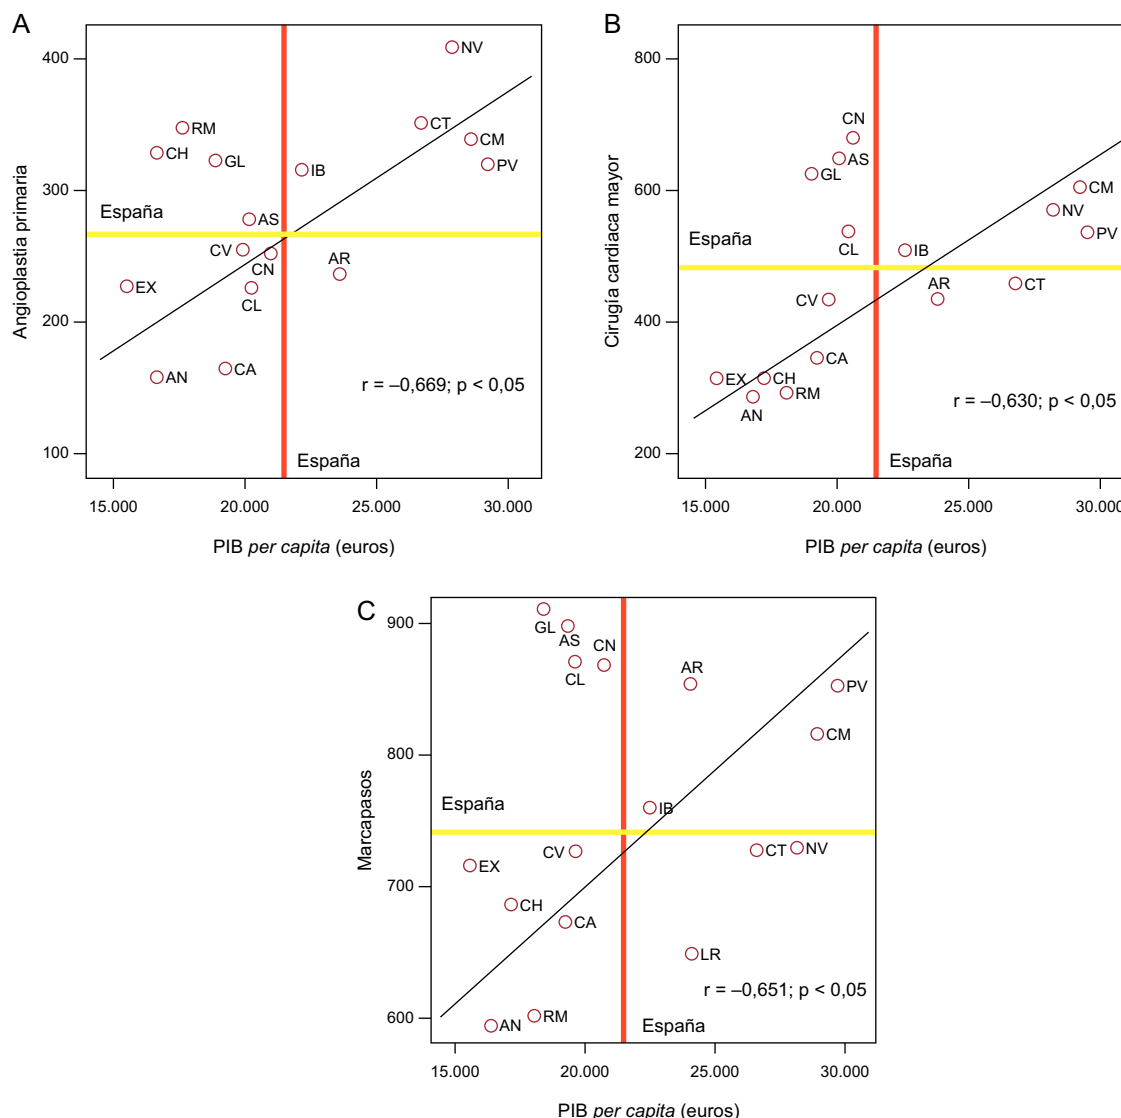 A
Angioplastia primaria
400
300
200
100
NV
RM
CH
GL
CT
CM
PV
IB
España
AS
CV
CN
AR
EX
CL
AN
CA
r = –0,669; p < 0,05
España
15.000 20.000 25.000 30.000
PIB per capita (euros)
B
Cirugía cardiaca mayor
800
600
400
200
CN
AS
GL
CM
NV
PV
CL
IB
España
CT
CV
AR
CA
EX
CH
RM
AN
r = –0,630; p < 0,05
España
15.000 20.000 25.000 30.000
PIB per capita (euros)
C
Marcapasos
900
800
700
600
GL
AS
CN
CL
AR
PV
CM
IB
España
CV
CT
NV
EX
CH
CA
LR
r = –0,651; p < 0,05
AN
RM
España
15.000 20.000 25.000 30.000
PIB per capita (euros)